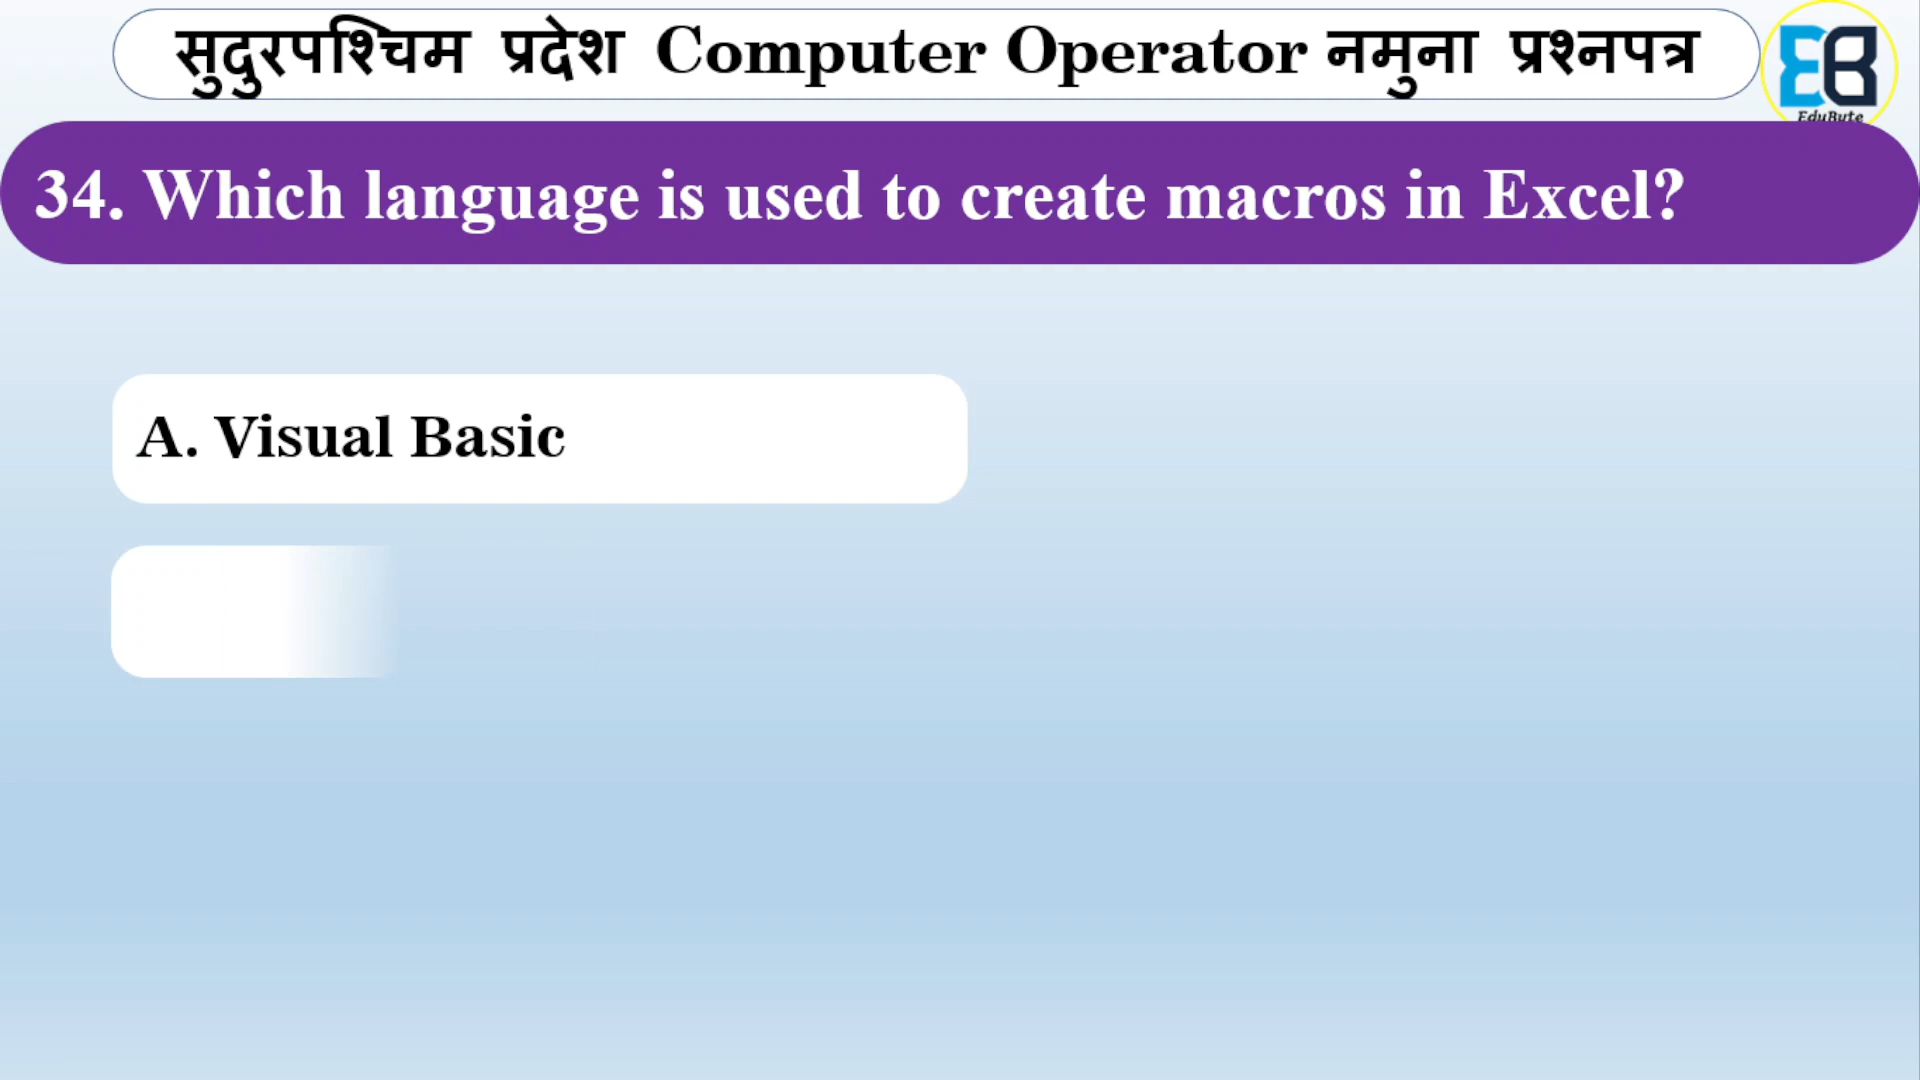 सुदुरपश्चिम प्रदेश Computer Operator नमुना प्रश्नपत्र
EduByte
34. Which language is used to create macros in Excel?
A. Visual Basic